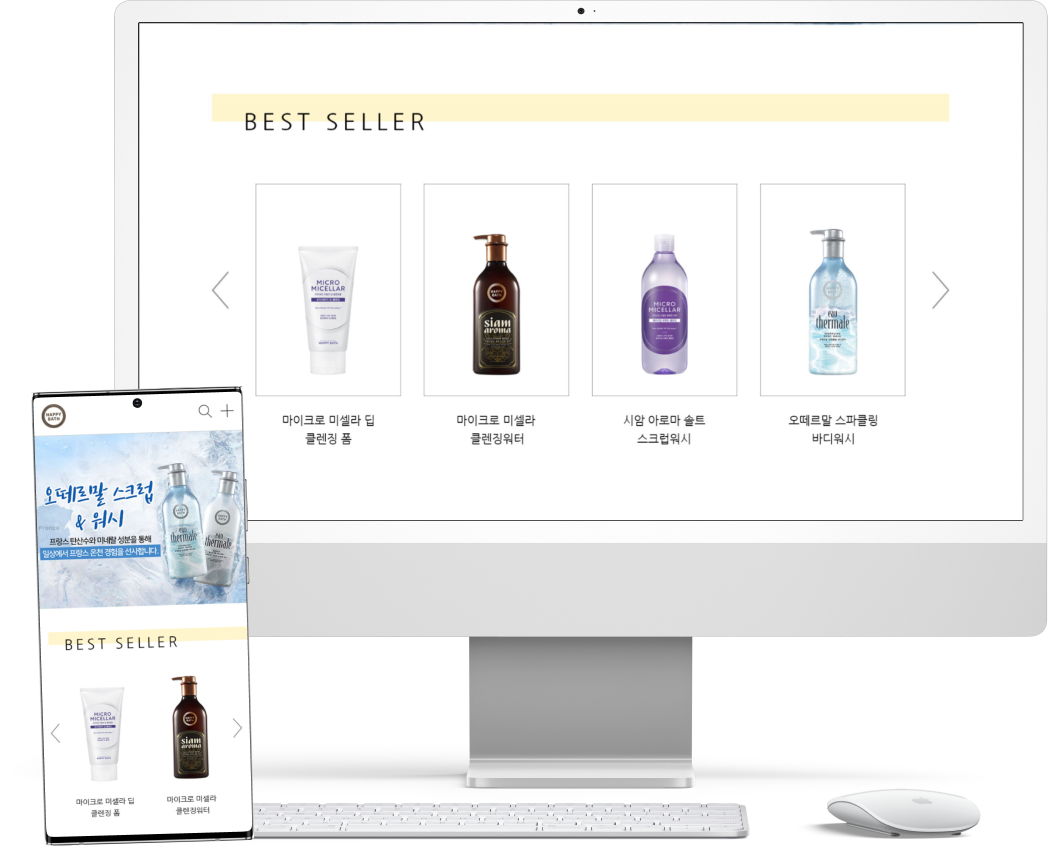 BEST SELLER
MICRO
MICELLAR
HAPPY BATH
HAPPY
BATH
siam
aroma
MICRO
MICELLAR
eau
thermale
마이크로 미셀라 딥
클렌징 폼
마이크로 미셀라
클렌징워터
시암 아로마 솔트
스크럽워시
오떼르말 스파클링
바디워시
HAPPY
BATH
오떼르말 스크럽
& 워시
프랑스 탄산수와 미네랄 성분을 통해
일상에서 프랑스 온천 경험을 선사합니다.
eau
thermale
eau
thermale
BEST SELLER
MICRO
MICELLAR
siam
aroma
마이크로 미셀라 딥
클렌징 폼
마이크로 미셀라
클렌징워터